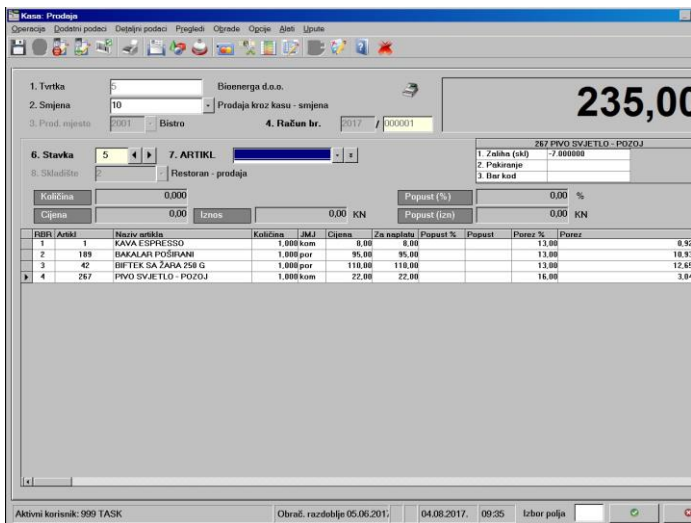 Kasa: Prodaja
Operacija Dodatni podaci Detaljni podaci Pregledi Obrade Opcije Alati Upute
1. Tvrtka 5 Bioenerga d.o.o.
235,00
2. Smjena 10 Prodaja kroz kasu - smjena
3. Prod. mjesto 2001 Bistro 4. Račun br. 2017 / 000001
267 PIVO SVJETLO - POZOJ
6. Stavka 5 7. ARTIKL
1. Zaliha (skl) -7.000000
8. Skladište 2 Restoran - prodaja
2. Pakiranje
3. Bar kod
Količina 0,000 Popust (%) 0,00 %
Cijena 0,00 Iznos 0,00 KN Popust (izn) 0,00 KN
RBR Artikl Naziv artikla Količina JMJ Cijena Za naplatu Popust % Popust Porez % Porez
1 1 KAVA ESPRESSO 1,000 kom 8,00 8,00 13,00 0,92
2 189 BAKALAR POŠIRANI 1,000 por 95,00 95,00 13,00 10,93
3 42 BIFTEK SA ŽARA 250 G 1,000 por 110,00 110,00 13,00 12,65
4 267 PIVO SVJETLO - POZOJ 1,000 kom 22,00 22,00 16,00 3,04
Aktivni korisnik: 999 TASK Obrač. razdoblje 05.06.2017 04.08.2017. 09:35 Izbor polja